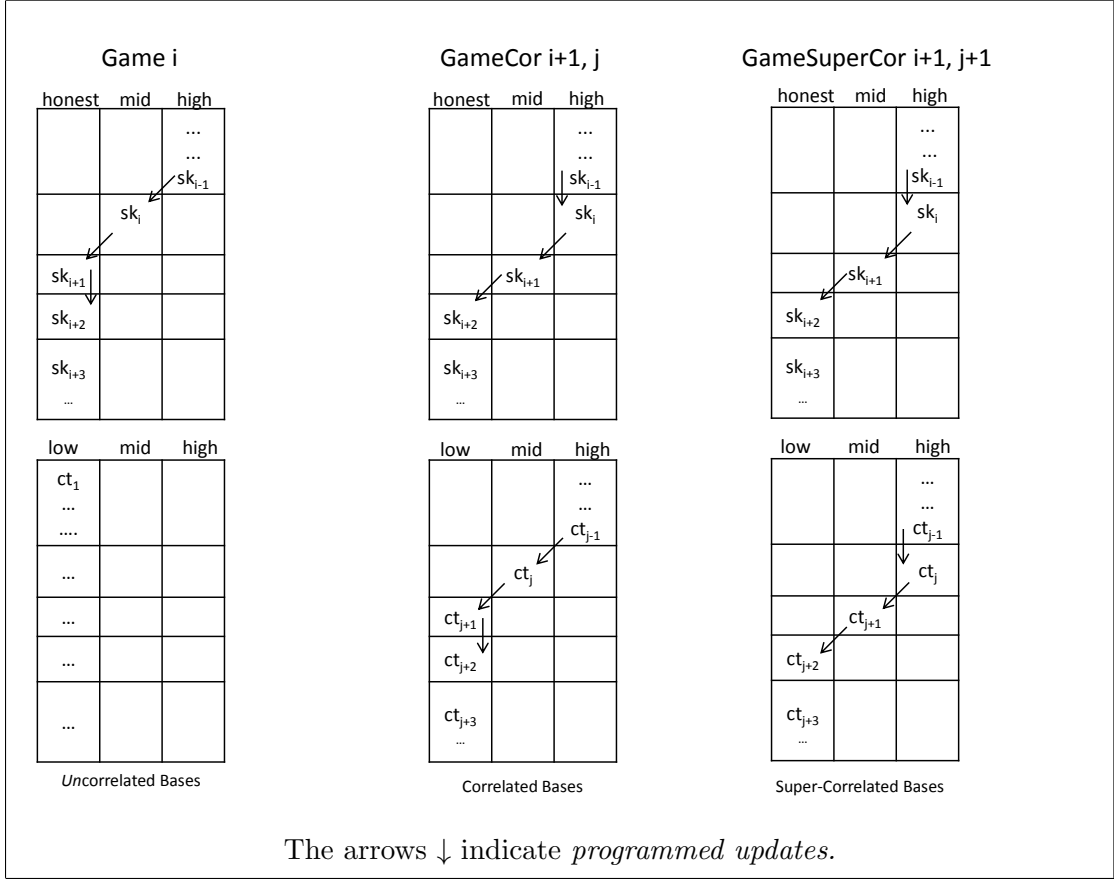 Game i
honest mid high
...
...
sk_{i-1}
sk_i
sk_{i+1}
sk_{i+2}
sk_{i+3}
...
low mid high
ct_1
...
....
...
...
...
...
Uncorrelated Bases
GameCor i+1, j
honest mid high
...
...
sk_{i-1}
sk_i
sk_{i+1}
sk_{i+2}
sk_{i+3}
...
low mid high
...
...
ct_{j-1}
ct_j
ct_{j+1}
ct_{j+2}
ct_{j+3}
...
Correlated Bases
GameSuperCor i+1, j+1
honest mid high
...
...
sk_{i-1}
sk_i
sk_{i+1}
sk_{i+2}
sk_{i+3}
...
low mid high
...
...
ct_{j-1}
ct_j
ct_{j+1}
ct_{j+2}
ct_{j+3}
...
Super-Correlated Bases
The arrows ↓ indicate programmed updates.